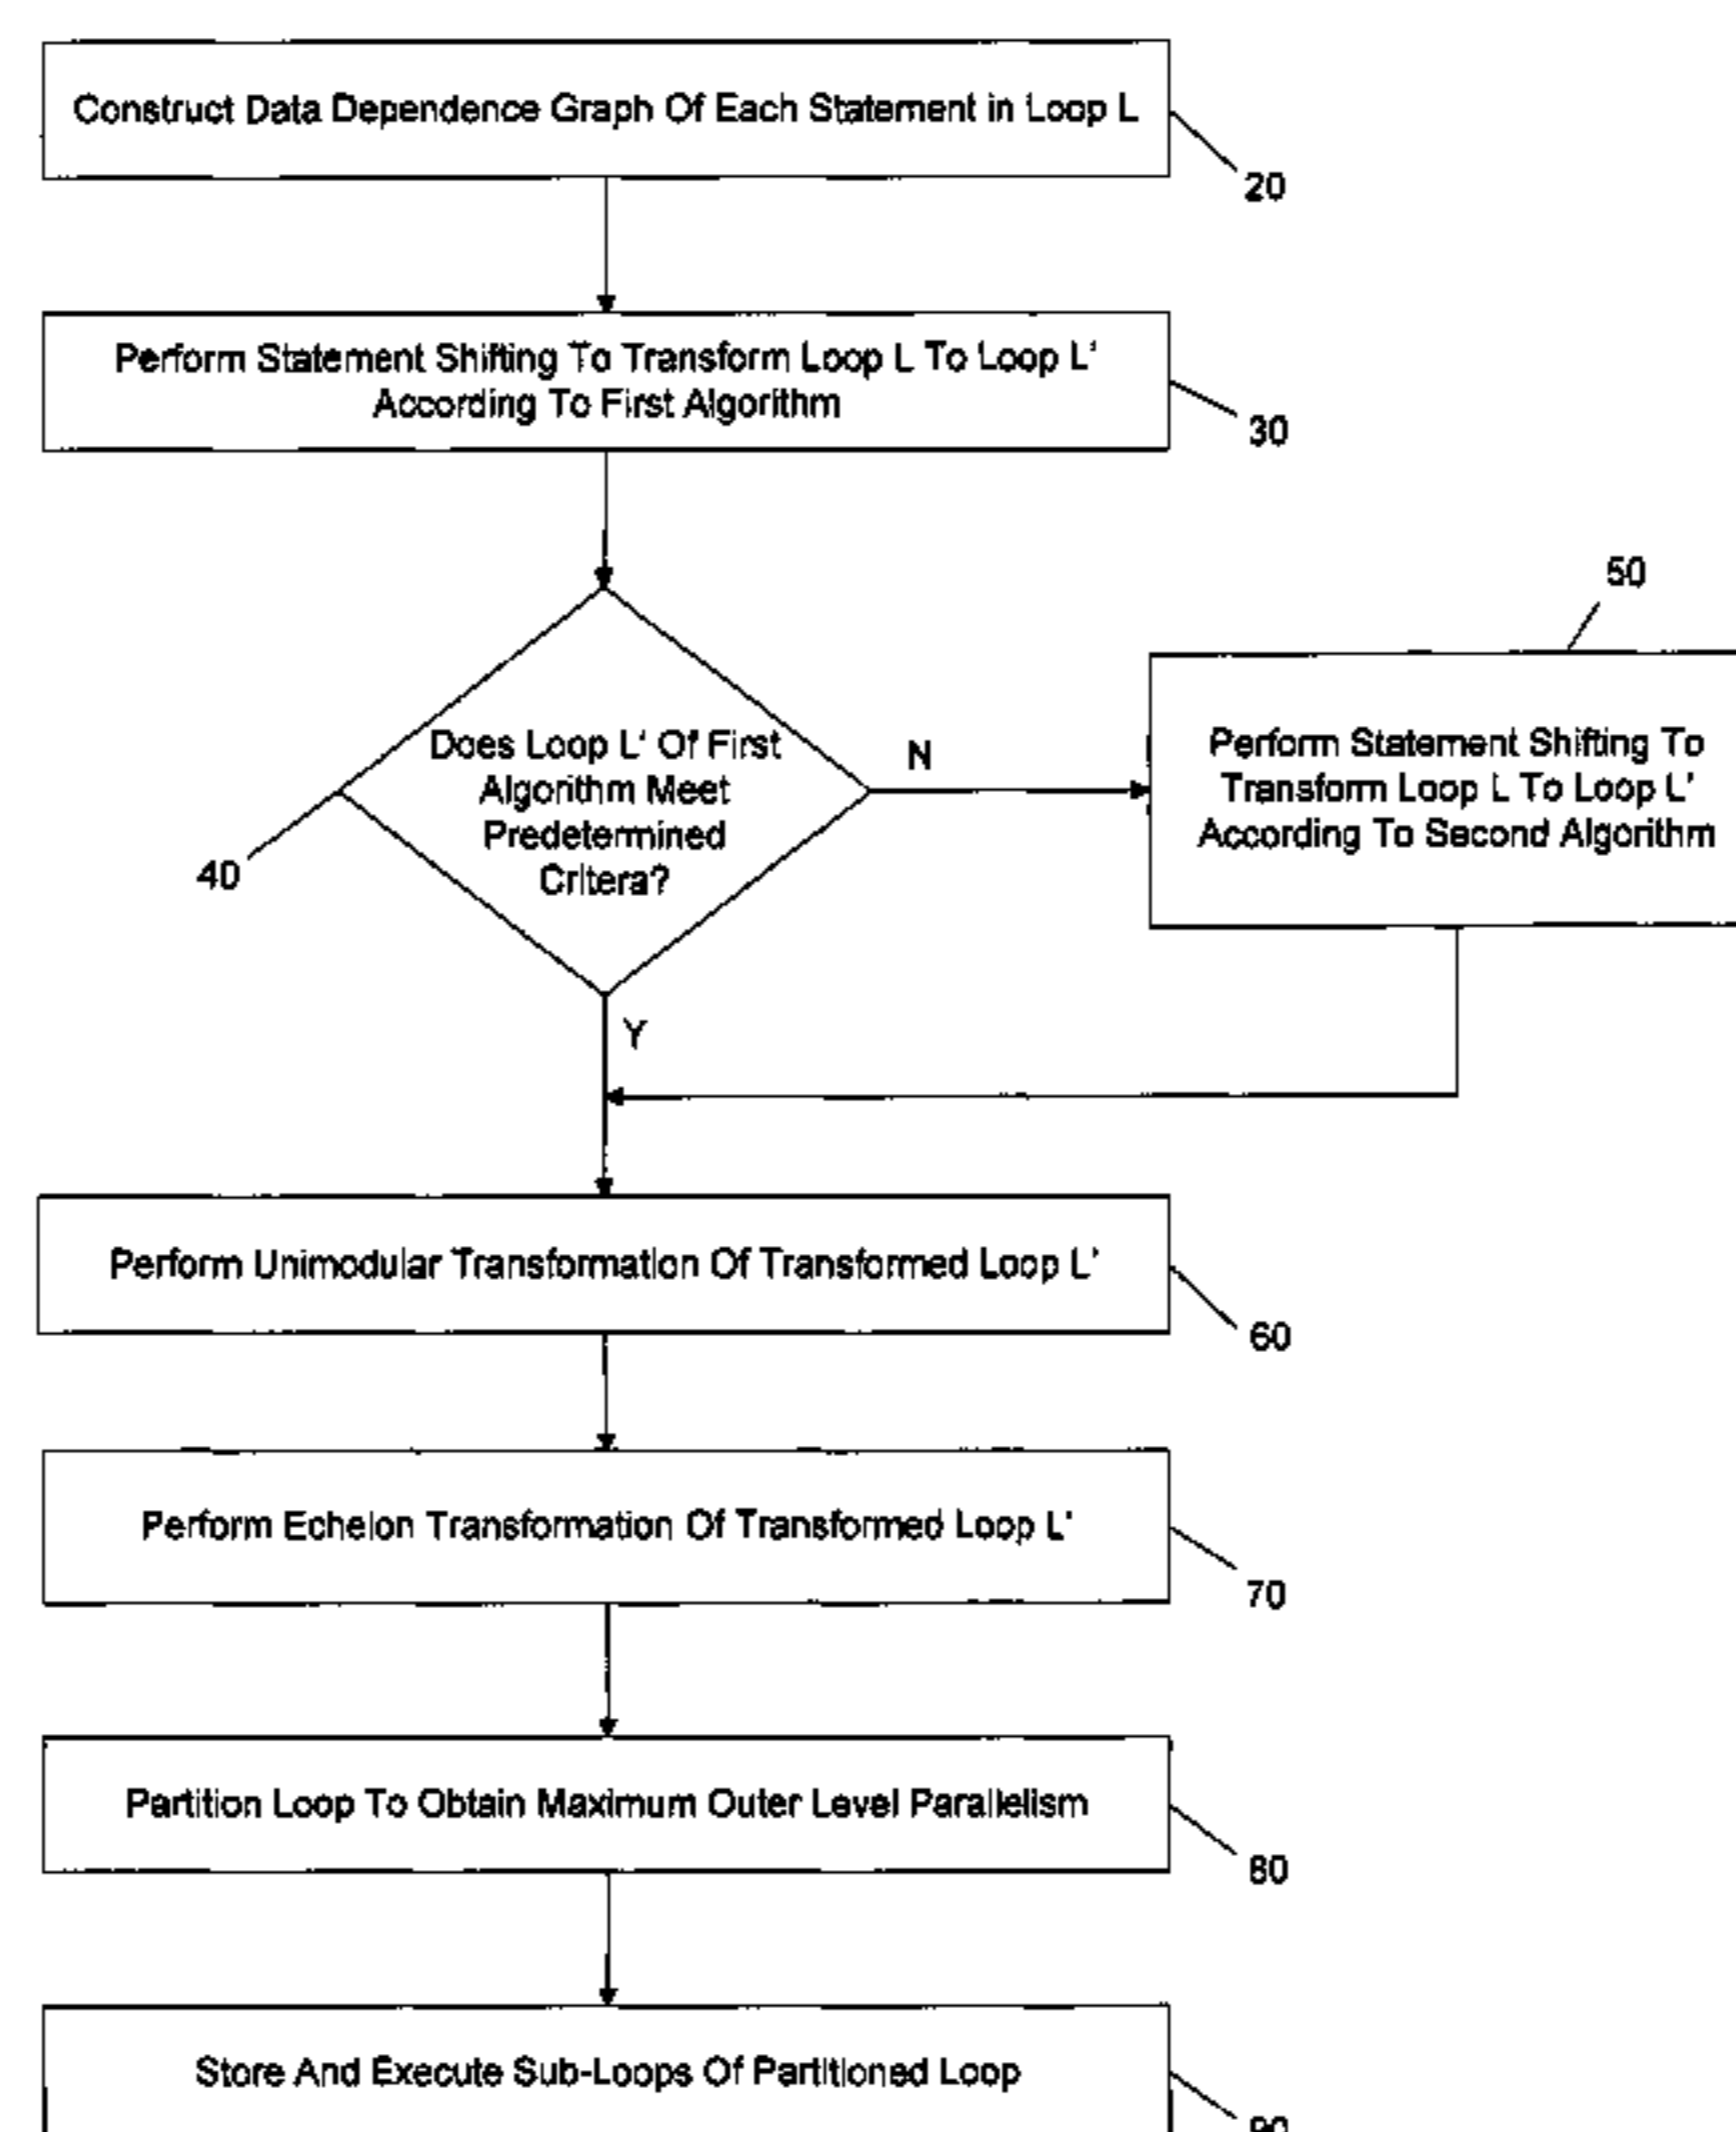 Construct Data Dependence Graph Of Each Statement in Loop L
20
Perform Statement Shifting To Transform Loop L To Loop L'
According To First Algorithm
30
50
Does Loop L' Of First
Algorithm Meet
Predetermined
Critera?
N
Perform Statement Shifting To
Transform Loop L To Loop L'
According To Second Algorithm
40
Y
Perform Unimodular Transformation Of Transformed Loop L'
60
Perform Echelon Transformation Of Transformed Loop L'
70
Partition Loop To Obtain Maximum Outer Level Parallelism
80
Store And Execute Sub-Loops Of Partitioned Loop